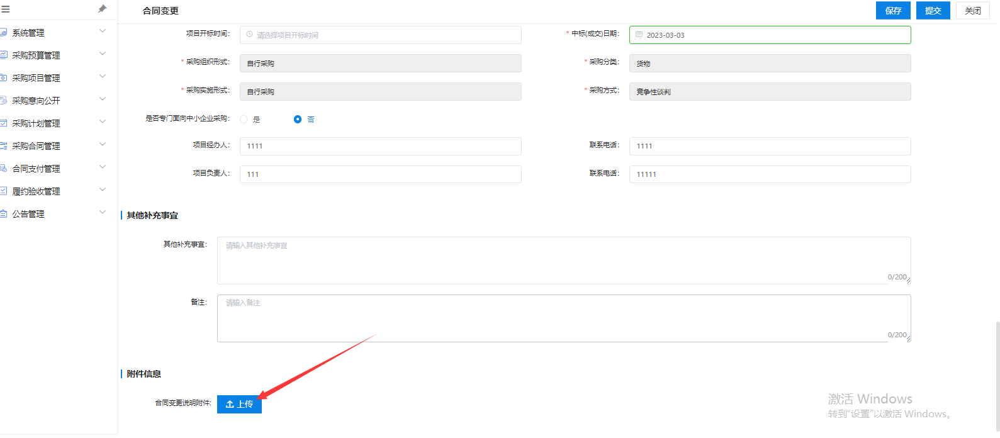 合同变更
保存
提交
关闭
系统管理
采购预算管理
采购项目管理
采购意向公开
采购计划管理
采购合同管理
合同支付管理
履约验收管理
公告管理
项目开标时间: 请选择项目开标时间
* 中标(成交)日期: 2023-03-03
* 采购组织形式: 自行采购
* 采购分类: 货物
* 采购实施形式: 自行采购
* 采购方式: 竞争性谈判
是否专门面向中小企业采购: 是 否
项目经办人: 1111
联系电话: 1111
项目负责人: 111
联系电话: 11111
其他补充事宜
其他补充事宜: 请输入其他补充事宜
0/200
备注: 请输入备注
0/200
附件信息
合同变更说明附件: 上传
激活 Windows
转到"设置"以激活 Windows。